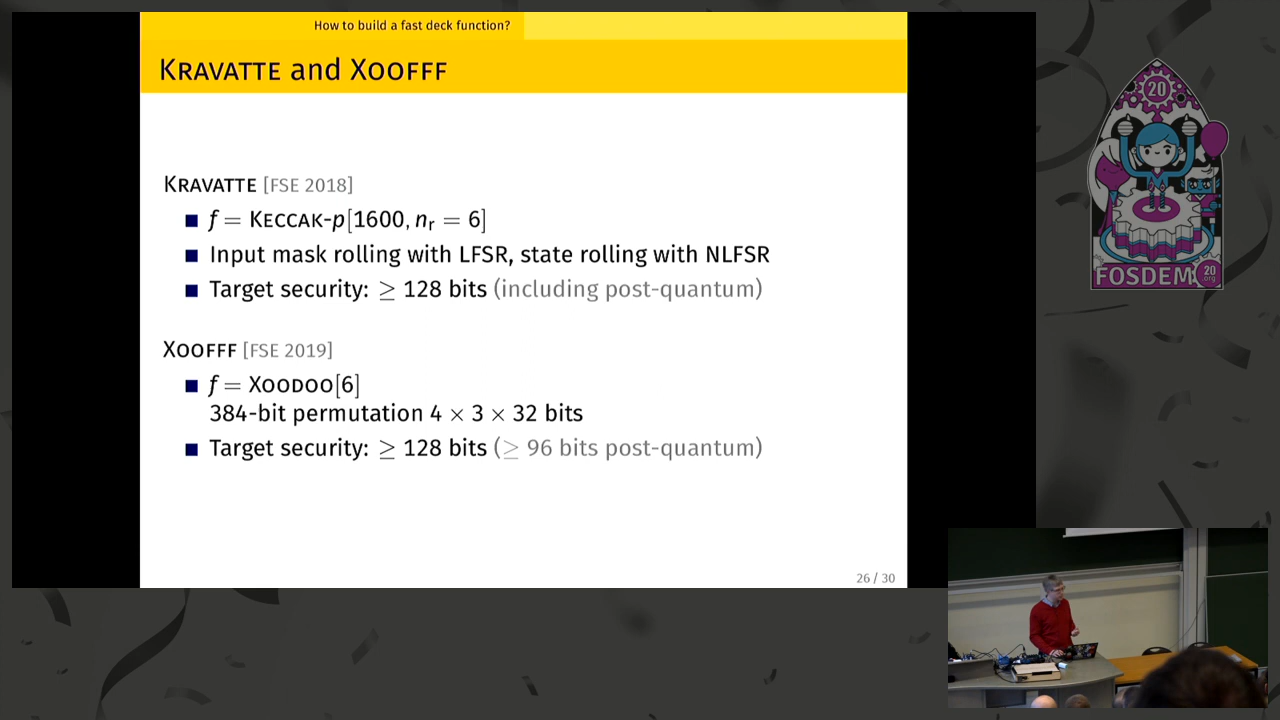 How to build a fast deck function?
KRAVATTE and XOOFFF
KRAVATTE [FSE 2018]
■ f = KECCAK-p[1600, nr = 6]
■ Input mask rolling with LFSR, state rolling with NLFSR
■ Target security: ≥ 128 bits (including post-quantum)
XOOFFF [FSE 2019]
■ f = XOODOO[6]
384-bit permutation 4 × 3 × 32 bits
■ Target security: ≥ 128 bits (≥ 96 bits post-quantum)
26 / 30
20
FOSDEM 20
.org